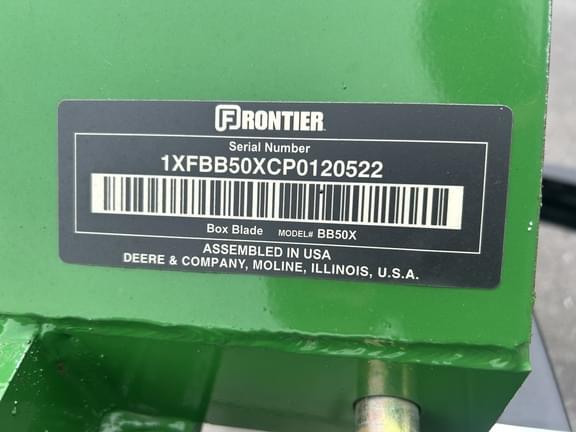 FRONTIER
Serial Number
1XFBB50XCP0120522
Box Blade MODEL# BB50X
ASSEMBLED IN USA
DEERE & COMPANY, MOLINE, ILLINOIS, U.S.A.